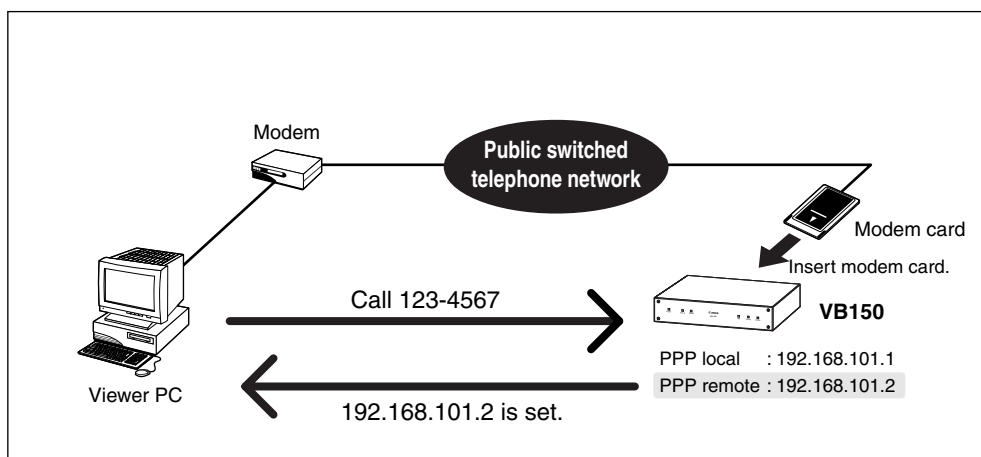 Modem
Public switched
telephone network
Modem card
Insert modem card.
Call 123-4567
VB150
PPP local : 192.168.101.1
PPP remote : 192.168.101.2
Viewer PC
192.168.101.2 is set.